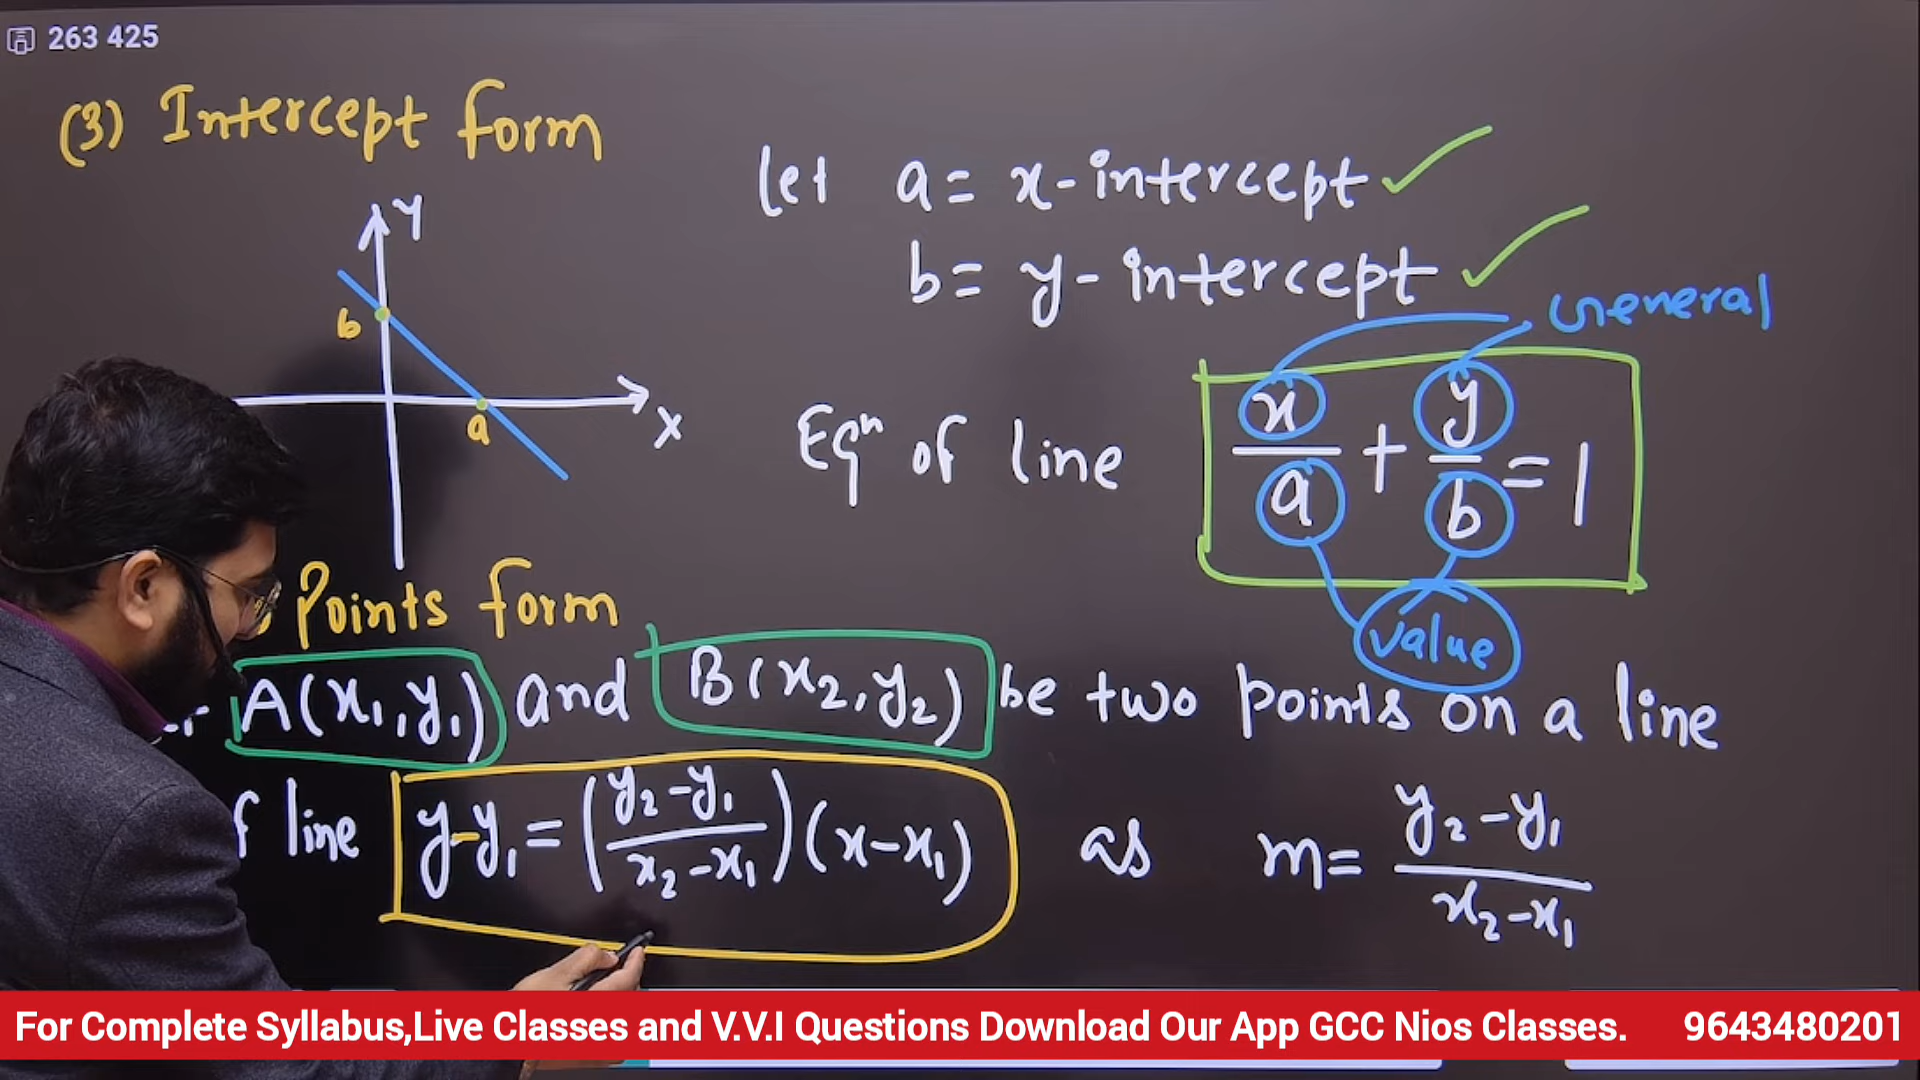 263 425
(3) Intercept form
Y
b
a
X
let a = x-intercept
b = y-intercept
General
Eqⁿ of line x/a + y/b = 1
value
Points form
A(x₁,y₁) and B(x₂,y₂) be two points on a line
f line y-y₁ = (y₂-y₁/x₂-x₁)(x-x₁) as m = y₂-y₁/x₂-x₁
For Complete Syllabus,Live Classes and V.V.I Questions Download Our App GCC Nios Classes. 9643480201